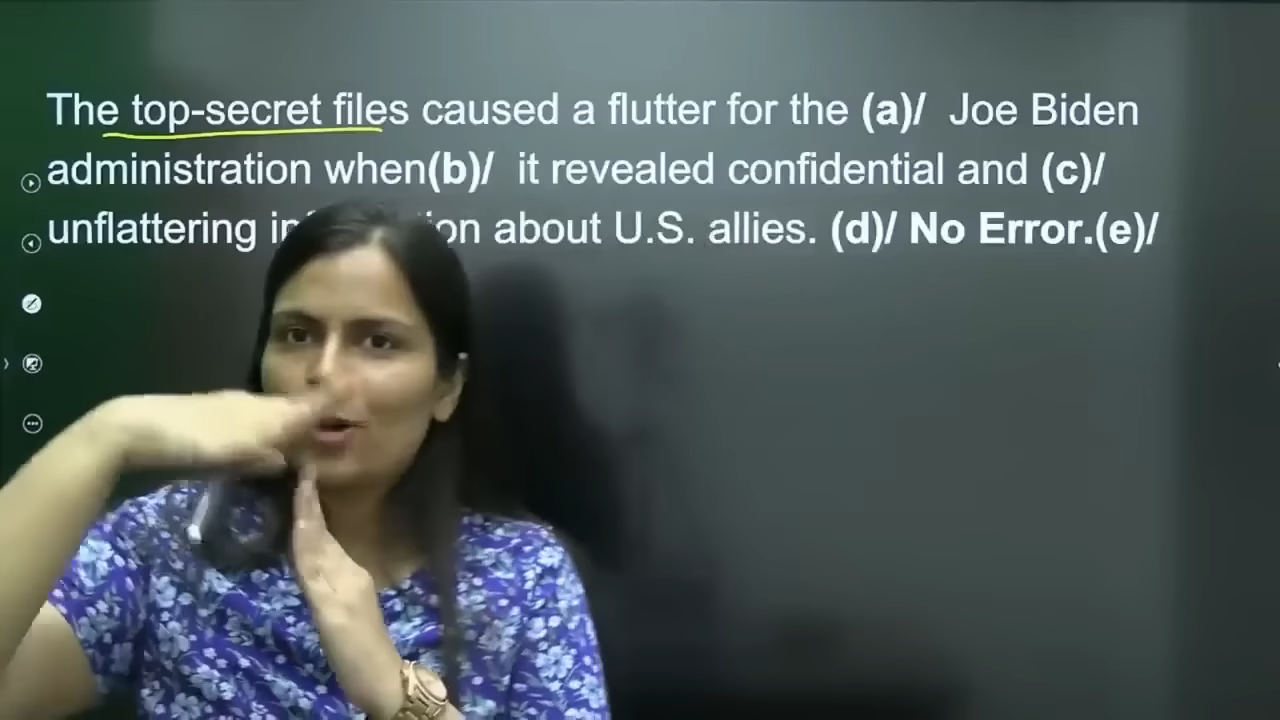 The top-secret files caused a flutter for the (a)/ Joe Biden
administration when(b)/ it revealed confidential and (c)/
unflattering about U.S. allies. (d)/ No Error.(e)/